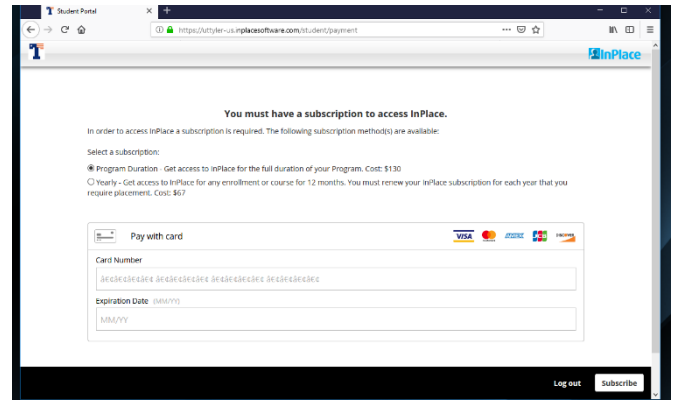 Student Portal
https://uttyler-us.inplacesoftware.com/student/payment
T
InPlace
You must have a subscription to access InPlace.
In order to access InPlace a subscription is required. The following subscription method(s) are available:
Select a subscription:
Program Duration - Get access to InPlace for the full duration of your Program. Cost: $130
Yearly - Get access to InPlace for any enrollment or course for 12 months. You must renew your InPlace subscription for each year that you
require placement. Cost: $67
Pay with card
VISA
JCB
DISCOVER
Card Number
Expiration Date (MM/YY)
MM/YY
Log out
Subscribe